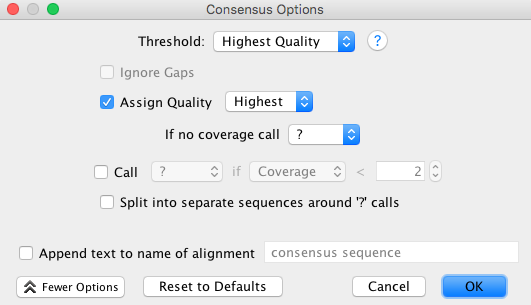 Consensus Options
Threshold: Highest Quality ?
Ignore Gaps
Assign Quality Highest
If no coverage call ?
Call ? if Coverage < 2
Split into separate sequences around '?' calls
Append text to name of alignment consensus sequence
Fewer Options Reset to Defaults Cancel OK